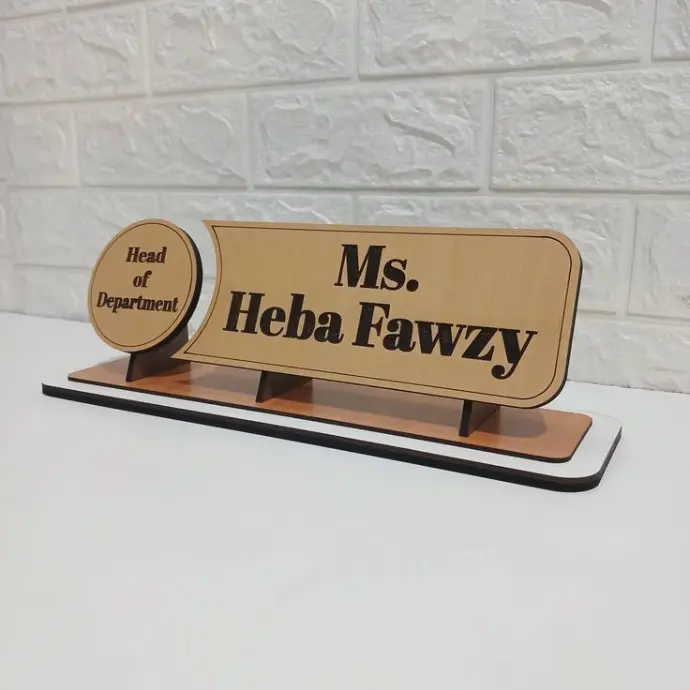 Head
of
Department
Ms.
Heba Fawzy